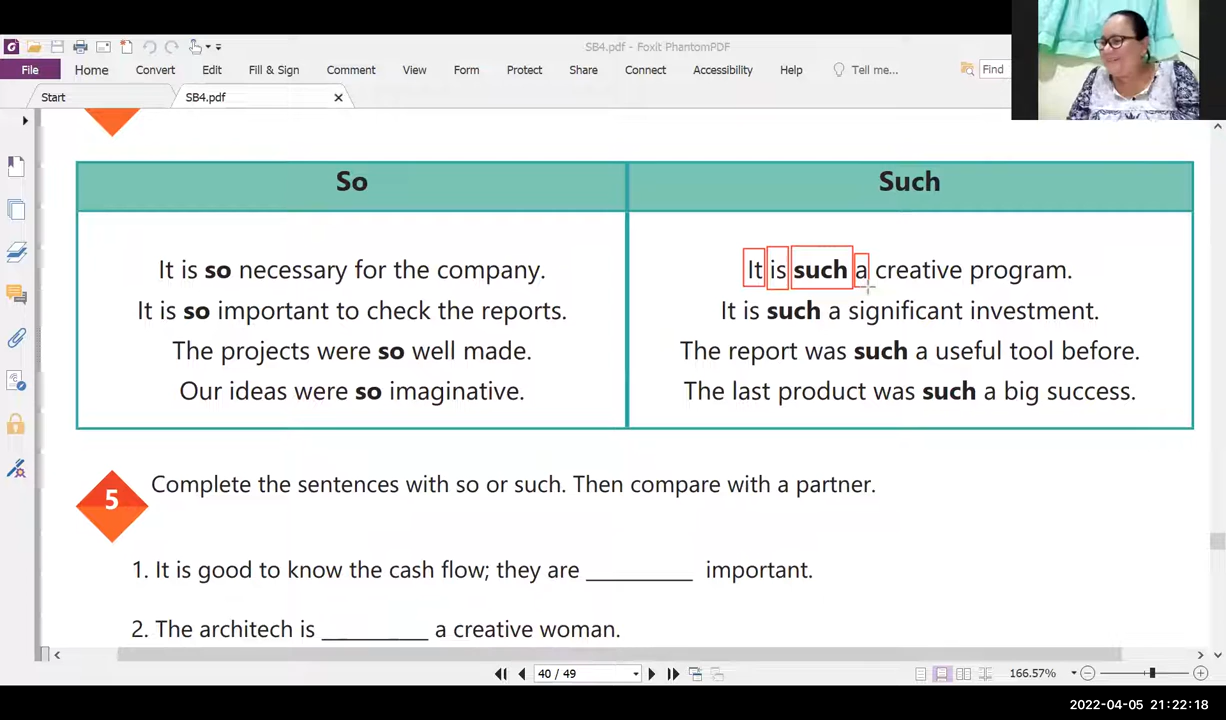 SB4.pdf - Foxit PhantomPDF
File Home Convert Edit Fill & Sign Comment View Form Protect Share Connect Accessibility Help Tell me... Find
Start SB4.pdf
So Such
It is so necessary for the company.
It is so important to check the reports.
The projects were so well made.
Our ideas were so imaginative.
It is such a creative program.
It is such a significant investment.
The report was such a useful tool before.
The last product was such a big success.
5 Complete the sentences with so or such. Then compare with a partner.
1. It is good to know the cash flow; they are _________ important.
2. The architech is _________ a creative woman.
40 / 49 166.57%
2022-04-05 21:22:18